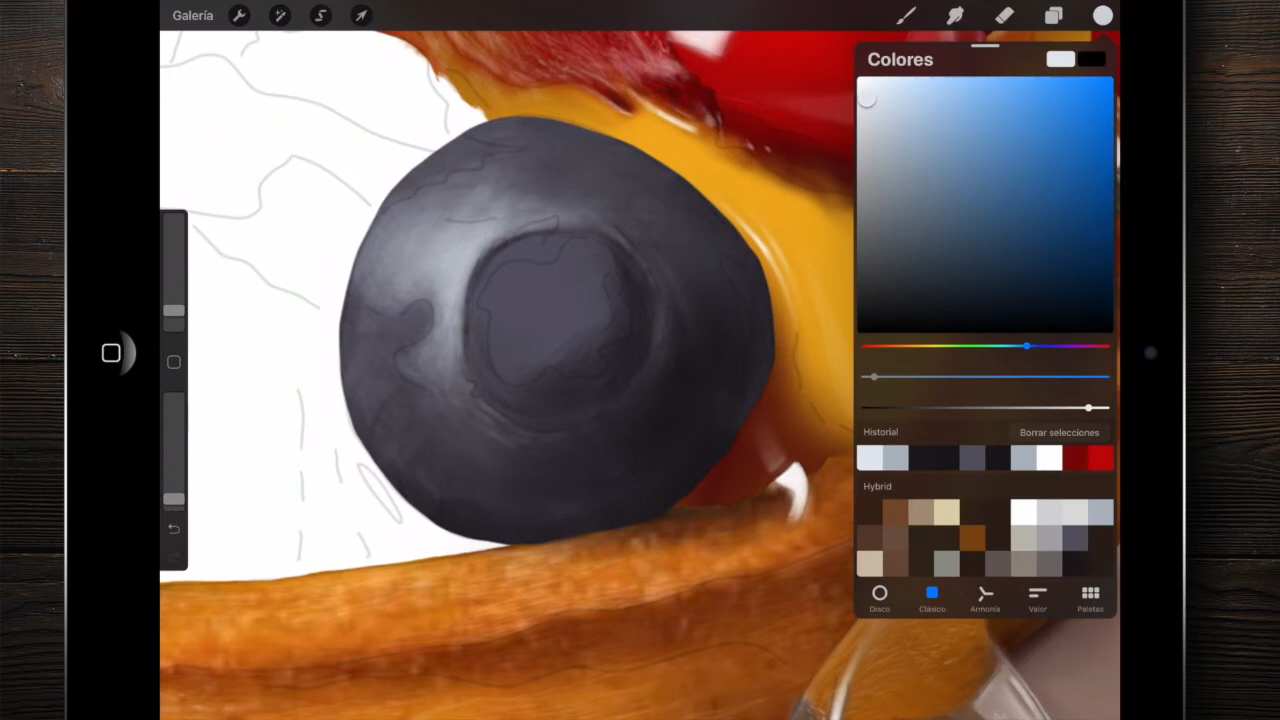 Galería
Colores
Historial
Borrar selecciones
Hybrid
Disco
Clásico
Armonía
Valor
Paletas